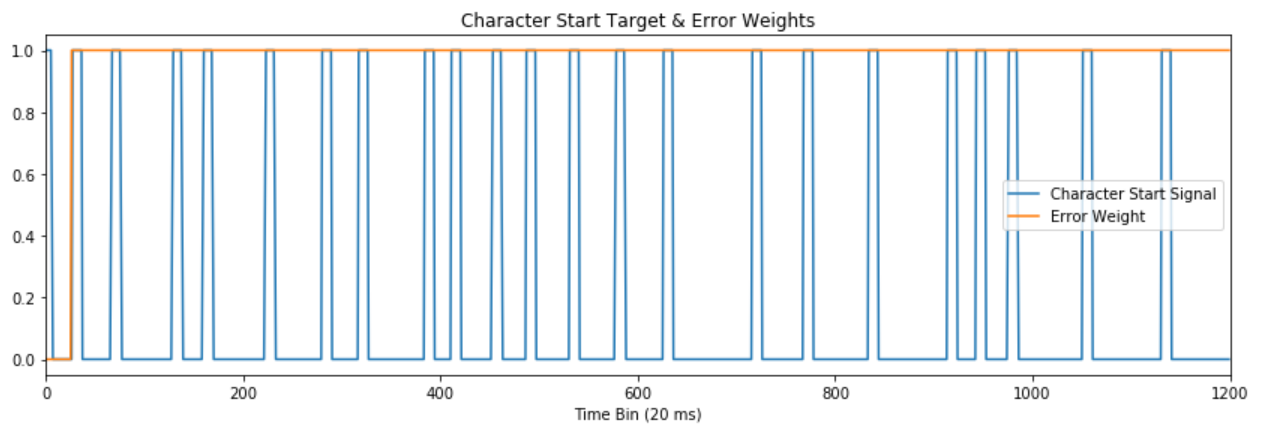 Character Start Target & Error Weights
1.0
0.8
0.6
0.4
0.2
0.0
Character Start Signal
Error Weight
0 200 400 600 800 1000 1200
Time Bin (20 ms)